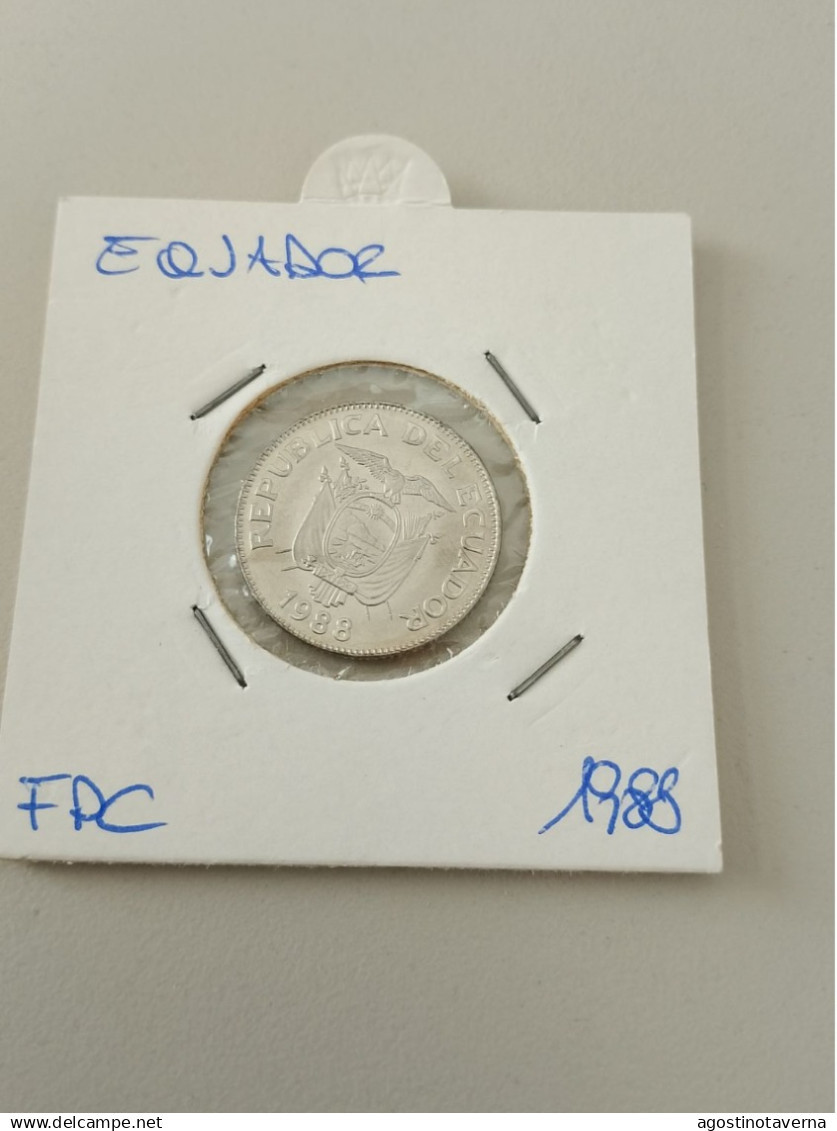 EQUADOR
REPUBLICA DEL ECUADOR
1988
FDC
1988
www.delcampe.net
agostinotaverna